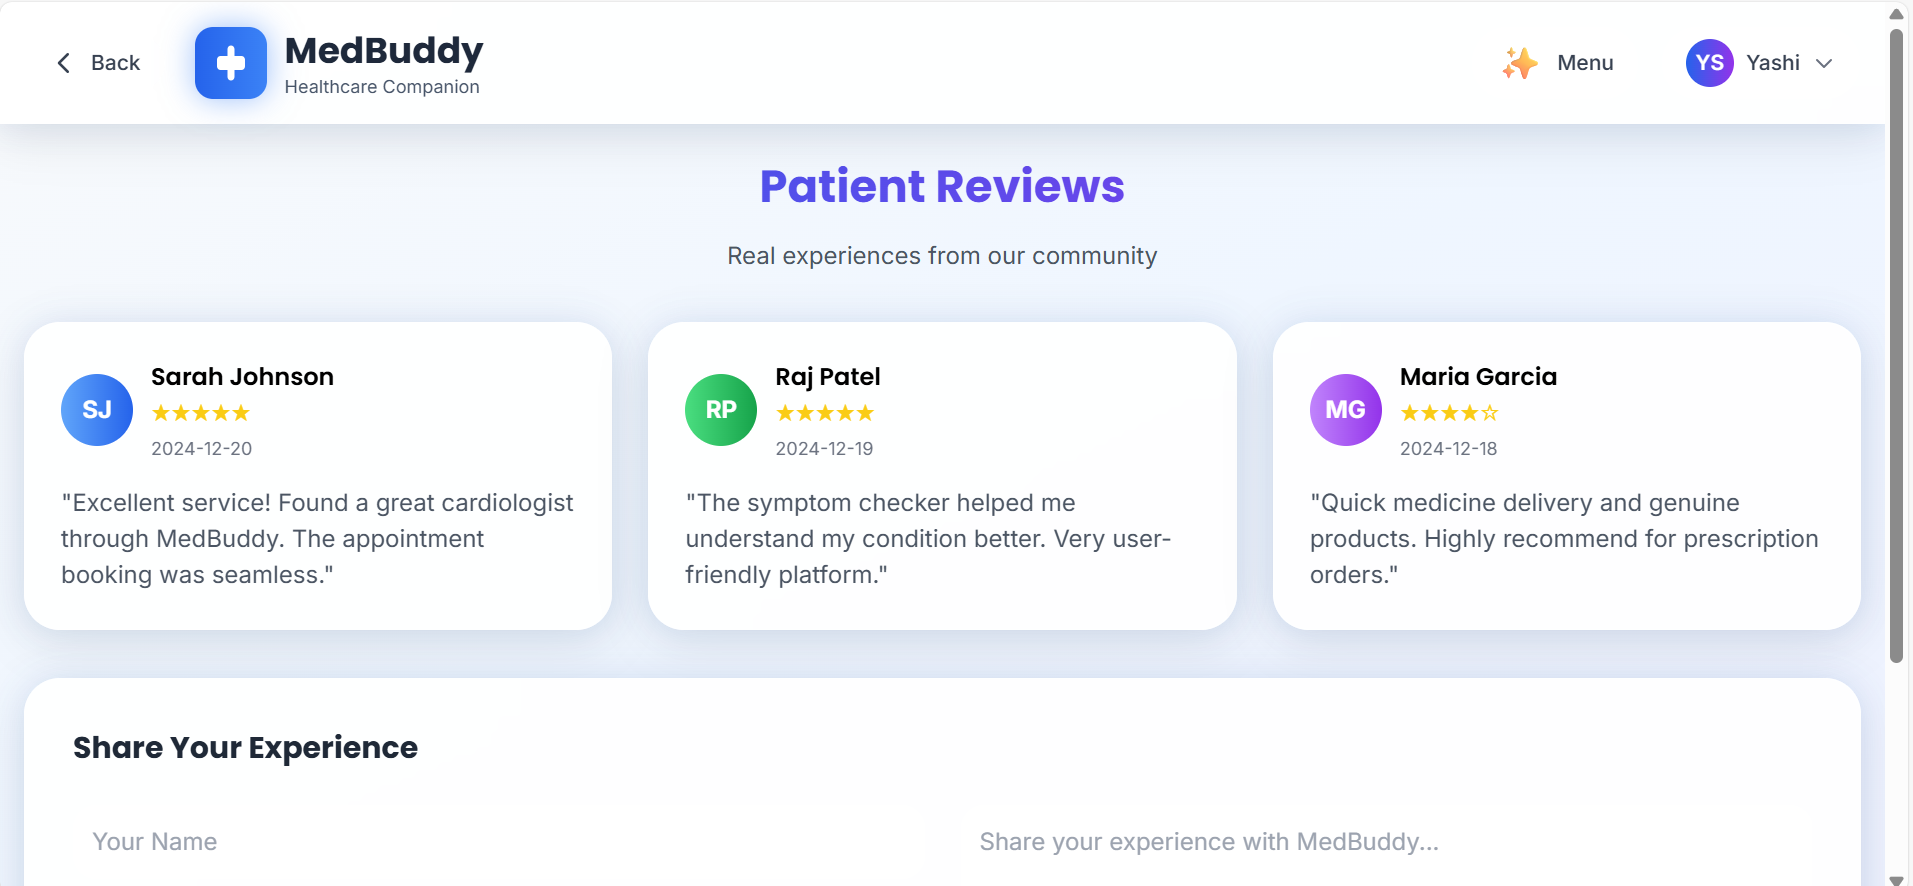 Back
MedBuddy
Healthcare Companion
Menu
YS
Yashi
Patient Reviews
Real experiences from our community
SJ
Sarah Johnson
★★★★★
2024-12-20
"Excellent service! Found a great cardiologist
through MedBuddy. The appointment
booking was seamless."
RP
Raj Patel
★★★★★
2024-12-19
"The symptom checker helped me
understand my condition better. Very user-
friendly platform."
MG
Maria Garcia
★★★★☆
2024-12-18
"Quick medicine delivery and genuine
products. Highly recommend for prescription
orders."
Share Your Experience
Your Name
Share your experience with MedBuddy...